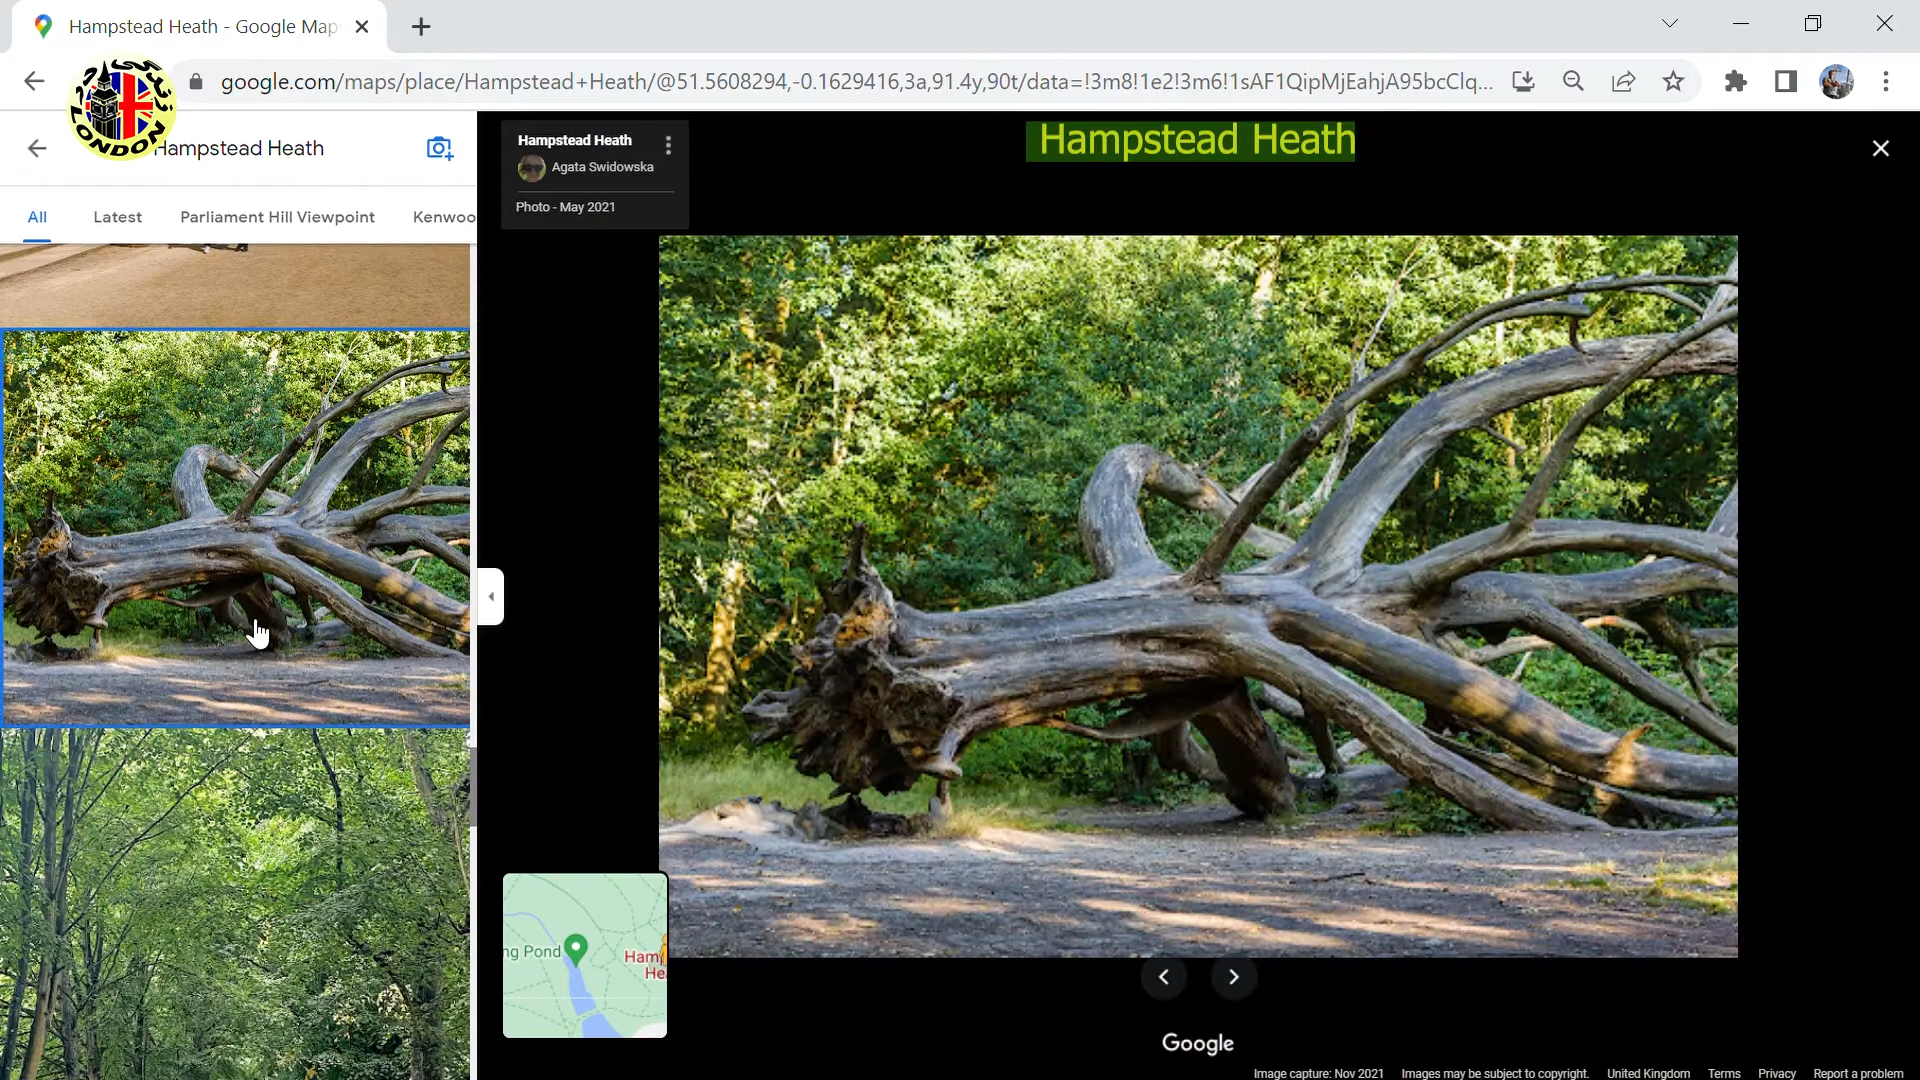 Hampstead Heath - Google Map
google.com/maps/place/Hampstead+Heath/@51.5608294,-0.1629416,3a,91.4y,90t/data=!3m8!1e2!3m6!1sAF1QipMjEahjA95bcClq...
LONDON
Hampstead Heath
All
Latest
Parliament Hill Viewpoint
Kenwoo
Hampstead Heath
Agata Swidowska
Photo - May 2021
Hampstead Heath
ng Pond
Ham
He
Google
Image capture: Nov 2021 Images may be subject to copyright. United Kingdom Terms Privacy Report a problem